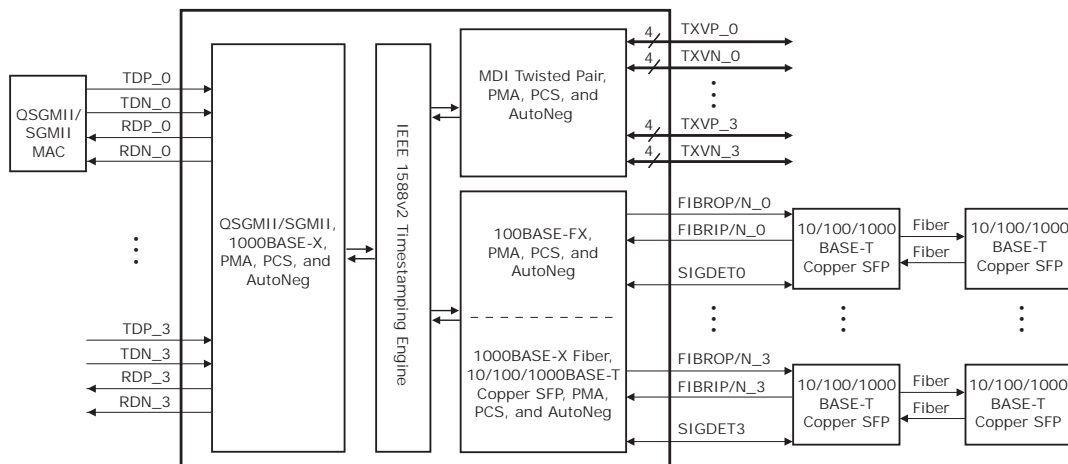 QSGMII/
SGMII
MAC
TDP_0
TDN_0
RDP_0
RDN_0
TDP_3
TDN_3
RDP_3
RDN_3
QSGMII/SGMII,
1000BASE-X,
PMA, PCS, and
AutoNeg
IEEE 1588v2 Timestamping Engine
MDI Twisted Pair,
PMA, PCS, and
AutoNeg
4
TXVP_0
4
TXVN_0
4
TXVP_3
4
TXVN_3
100BASE-FX,
PMA, PCS, and
AutoNeg
1000BASE-X Fiber,
10/100/1000BASE-T
Copper SFP, PMA,
PCS, and AutoNeg
FIBROP/N_0
FIBRIP/N_0
SIGDET0
10/100/1000
BASE-T
Copper SFP
Fiber
Fiber
10/100/1000
BASE-T
Copper SFP
FIBROP/N_3
FIBRIP/N_3
SIGDET3
10/100/1000
BASE-T
Copper SFP
Fiber
Fiber
10/100/1000
BASE-T
Copper SFP